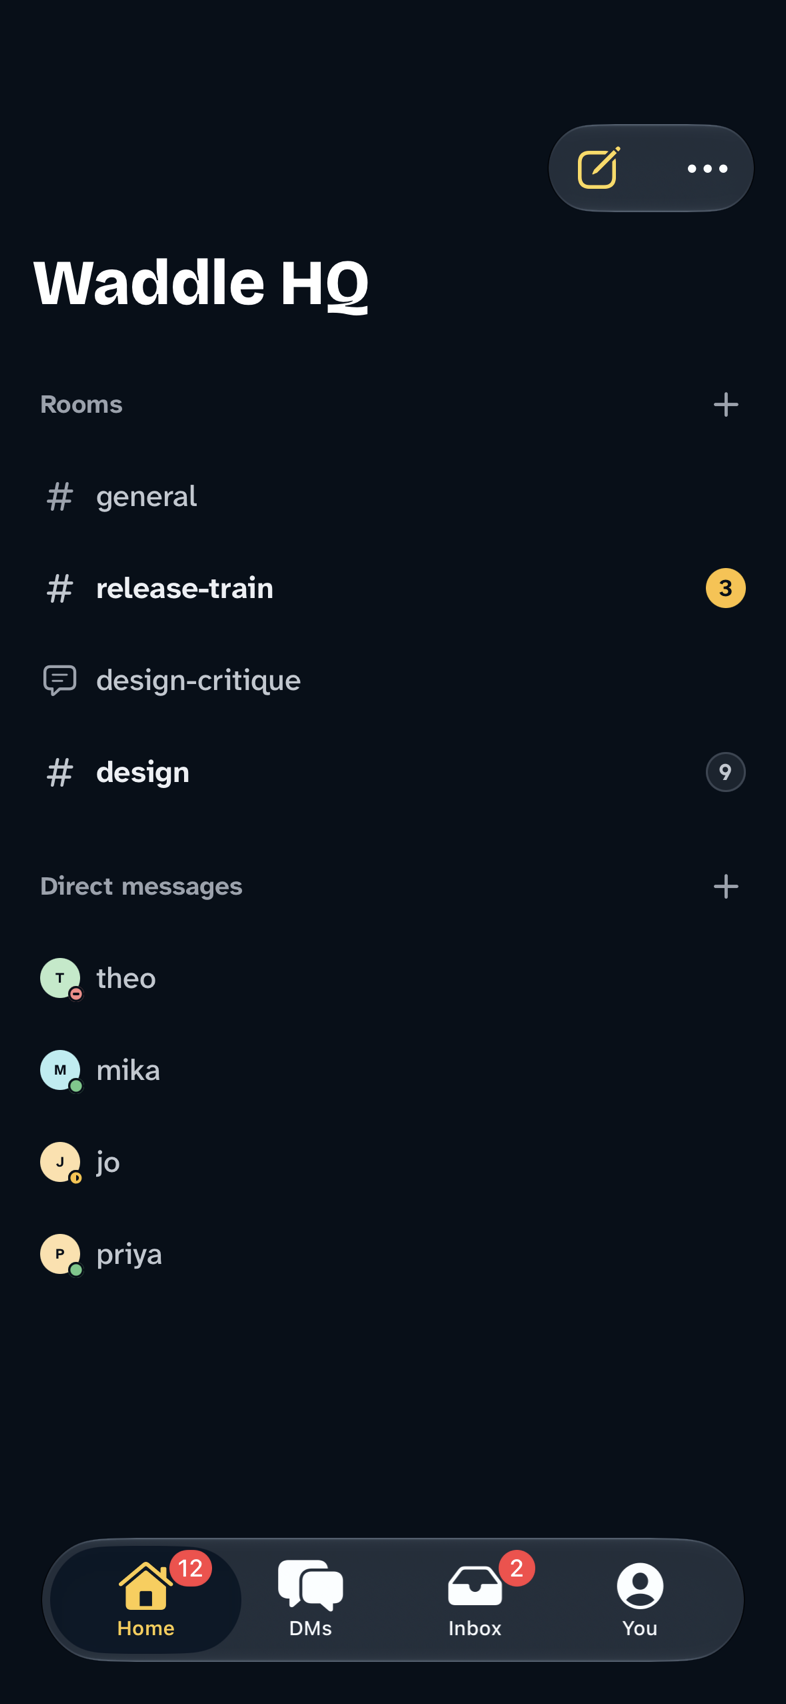 Waddle HQ
Rooms
# general
# release-train 3
design-critique
# design 9
Direct messages
T theo
M mika
J jo
P priya
12 2
Home DMs Inbox You